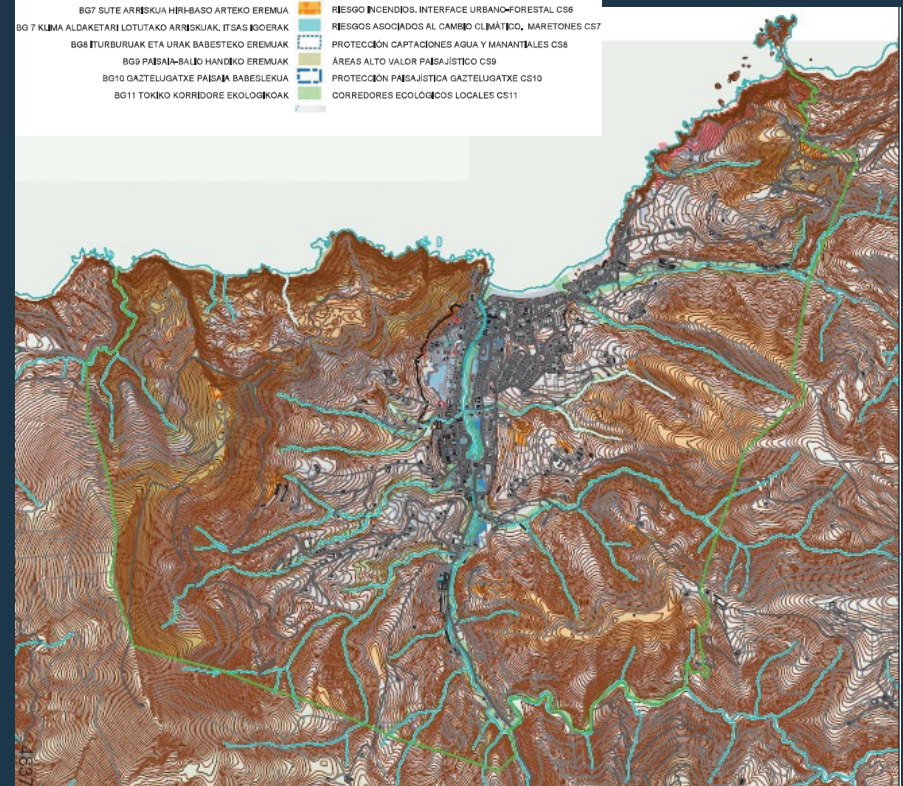 BG7 SUTE ARRISKUA HIRI-BASO ARTEKO EREMUA RIESGO INCENDIOS. INTERFACE URBANO-FORESTAL CS6
BG 7 KLIMA ALDAKETARI LOTUTAKO ARRISKUAK. ITSAS IGOERAK RIESGOS ASOCIADOS AL CAMBIO CLIMÁTICO. MARETONES CS7
BG8 ITURBURUAK ETA URAK BABESTEKO EREMUAK PROTECCIÓN CAPTACIONES AGUA Y MANANTIALES CS8
BG9 PAISAIA-BALIO HANDIKO EREMUAK ÁREAS ALTO VALOR PAISAJÍSTICO CS9
BG10 GAZTELUGATXE PAISAIA BABESLEKUA PROTECCIÓN PAISAJÍSTICA GAZTELUGATXE CS10
BG11 TOKIKO KORRIDORE EKOLOGIKOAK CORREDORES ECOLÓGICOS LOCALES CS11